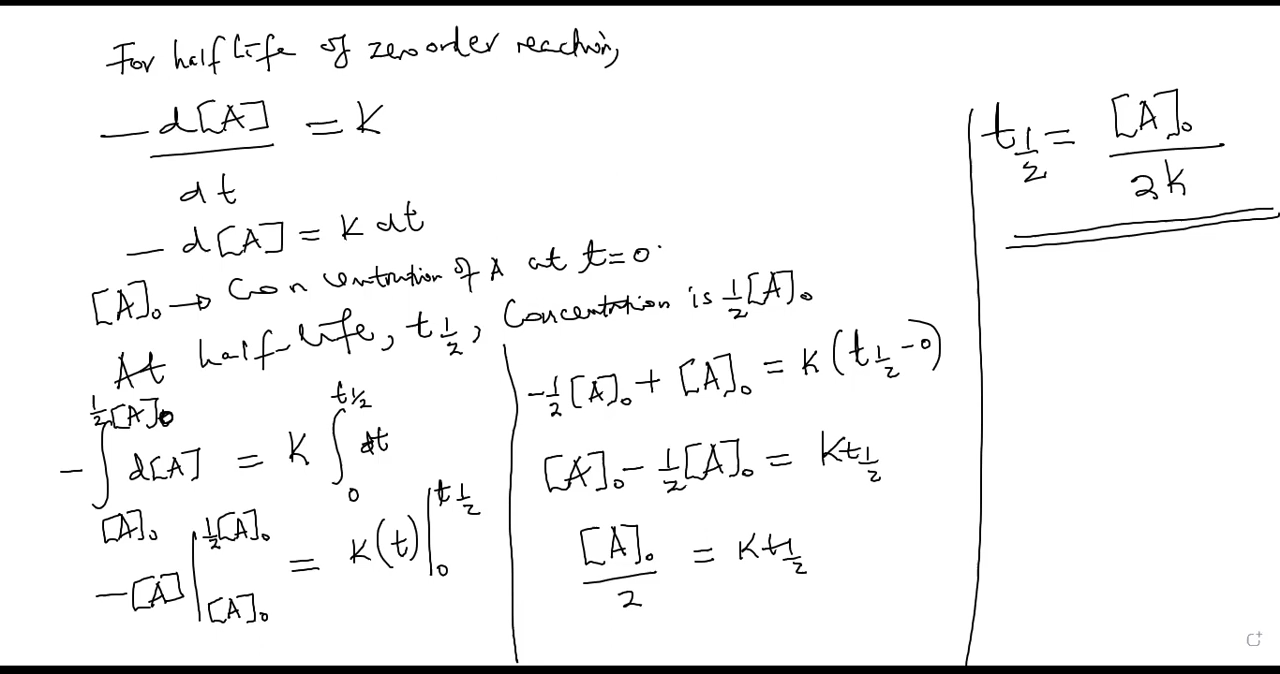 For half life of zero order reaction,
- d[A]/dt = K
- d[A] = K dt
[A]₀ → Concentration of A at t=0.
At half-life, t½, Concentration is ½[A]₀
- ∫_{[A]₀}^{½[A]₀} d[A] = K ∫_0^{t½} dt
-[A] |_{[A]₀}^{½[A]₀} = K(t) |_0^{t½}
-½[A]₀ + [A]₀ = K(t½ - 0)
[A]₀ - ½[A]₀ = Kt½
[A]₀/2 = Kt½
t½ = [A]₀/2K